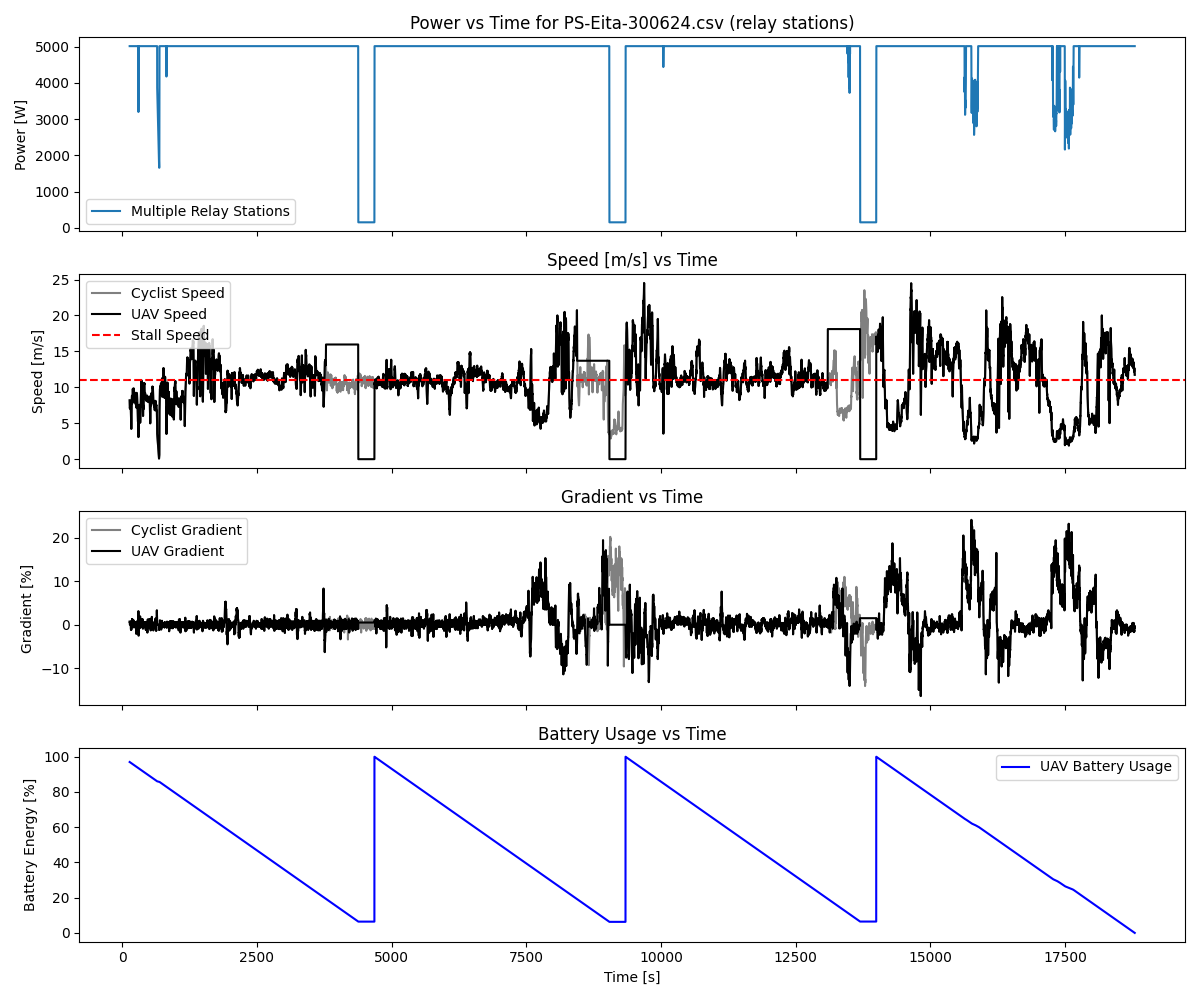 Power vs Time for PS-Eita-300624.csv (relay stations)
5000
4000
3000
2000
1000
0
Power [W]
Multiple Relay Stations
Speed [m/s] vs Time
25
20
15
10
5
0
Speed [m/s]
Cyclist Speed
UAV Speed
Stall Speed
Gradient vs Time
20
10
0
−10
Gradient [%]
Cyclist Gradient
UAV Gradient
Battery Usage vs Time
100
80
60
40
20
0
Battery Energy [%]
UAV Battery Usage
0 2500 5000 7500 10000 12500 15000 17500
Time [s]